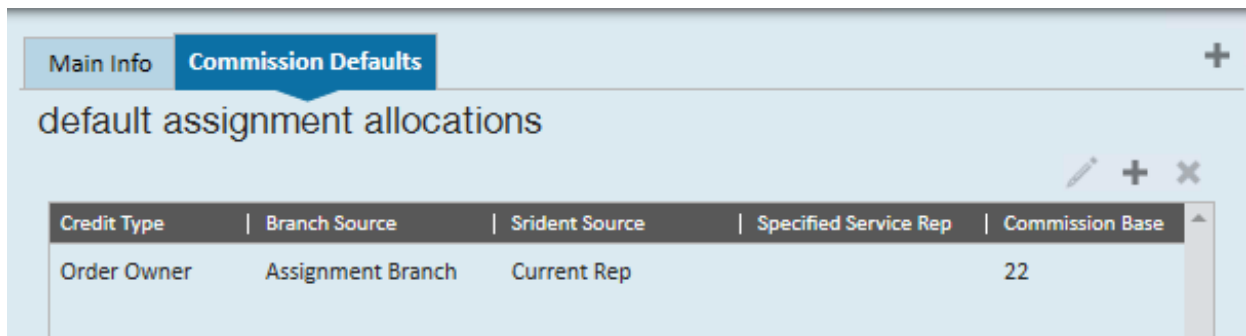 Main Info Commission Defaults
default assignment allocations
Credit Type Branch Source Srident Source Specified Service Rep Commission Base
Order Owner Assignment Branch Current Rep 22